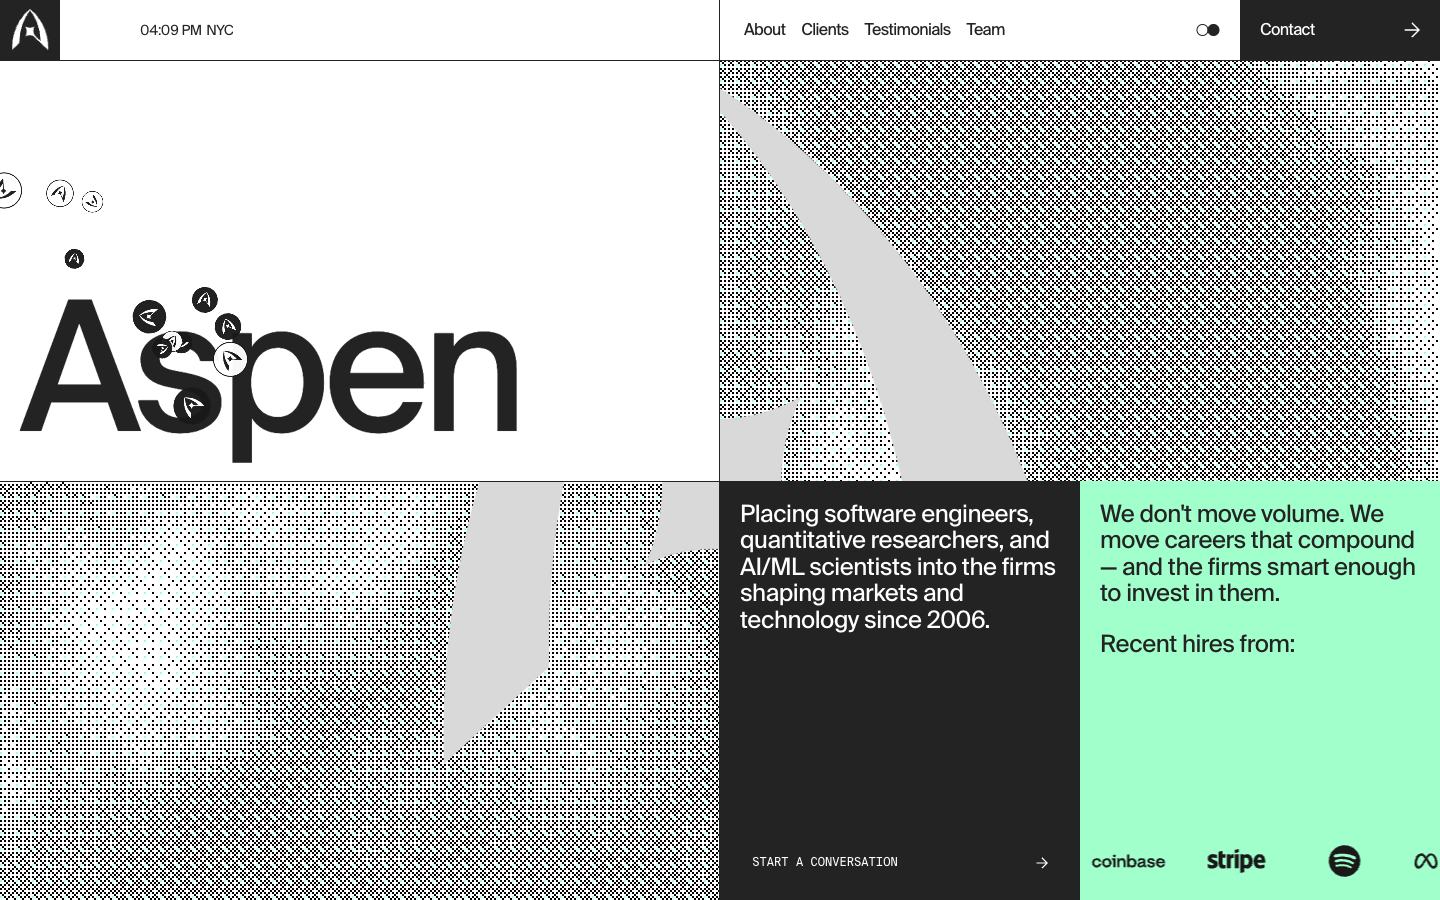 04:09 PM NYC
About Clients Testimonials Team
Contact
Aspen
Placing software engineers,
quantitative researchers, and
AI/ML scientists into the firms
shaping markets and
technology since 2006.
START A CONVERSATION
We don't move volume. We
move careers that compound
— and the firms smart enough
to invest in them.
Recent hires from:
coinbase stripe